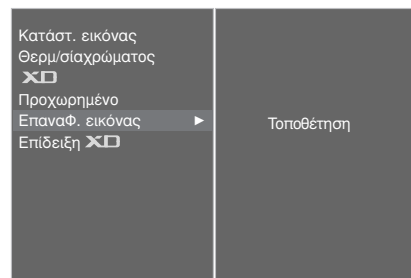 Κατάστ. εικόνας
Θερμ/σίαχρώματος
XD
Προχωρημένο
ΕπαναΦ. εικόνας ►
Επίδειξη XD
Τοποθέτηση